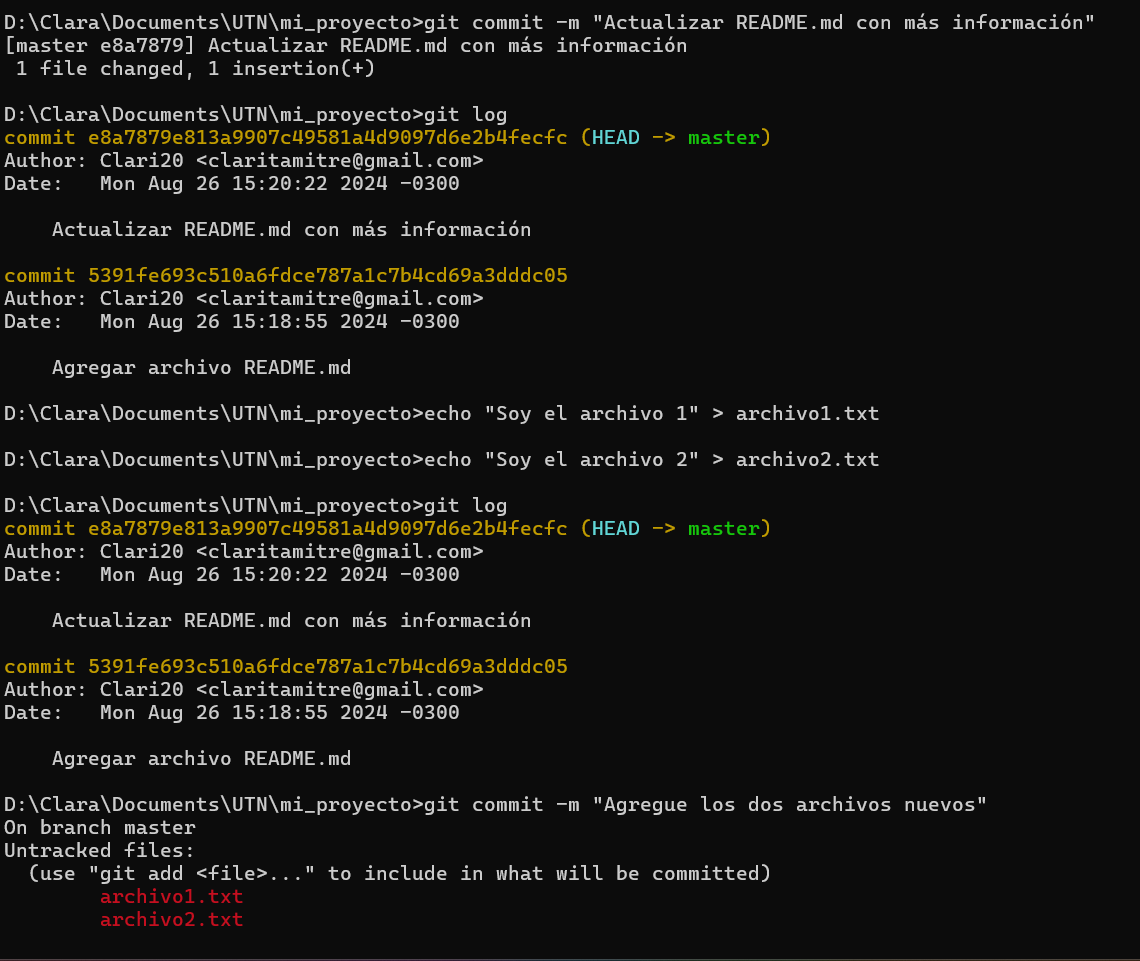 D:\Clara\Documents\UTN\mi_proyecto>git commit -m "Actualizar README.md con más información"
[master e8a7879] Actualizar README.md con más información
 1 file changed, 1 insertion(+)

D:\Clara\Documents\UTN\mi_proyecto>git log
commit e8a7879e813a9907c49581a4d9097d6e2b4fecfc (HEAD -> master)
Author: Clari20 <claritamitre@gmail.com>
Date:   Mon Aug 26 15:20:22 2024 -0300

    Actualizar README.md con más información

commit 5391fe693c510a6fdce787a1c7b4cd69a3dddc05
Author: Clari20 <claritamitre@gmail.com>
Date:   Mon Aug 26 15:18:55 2024 -0300

    Agregar archivo README.md

D:\Clara\Documents\UTN\mi_proyecto>echo "Soy el archivo 1" > archivo1.txt

D:\Clara\Documents\UTN\mi_proyecto>echo "Soy el archivo 2" > archivo2.txt

D:\Clara\Documents\UTN\mi_proyecto>git log
commit e8a7879e813a9907c49581a4d9097d6e2b4fecfc (HEAD -> master)
Author: Clari20 <claritamitre@gmail.com>
Date:   Mon Aug 26 15:20:22 2024 -0300

    Actualizar README.md con más información

commit 5391fe693c510a6fdce787a1c7b4cd69a3dddc05
Author: Clari20 <claritamitre@gmail.com>
Date:   Mon Aug 26 15:18:55 2024 -0300

    Agregar archivo README.md

D:\Clara\Documents\UTN\mi_proyecto>git commit -m "Agregue los dos archivos nuevos"
On branch master
Untracked files:
  (use "git add <file>..." to include in what will be committed)
        archivo1.txt
        archivo2.txt